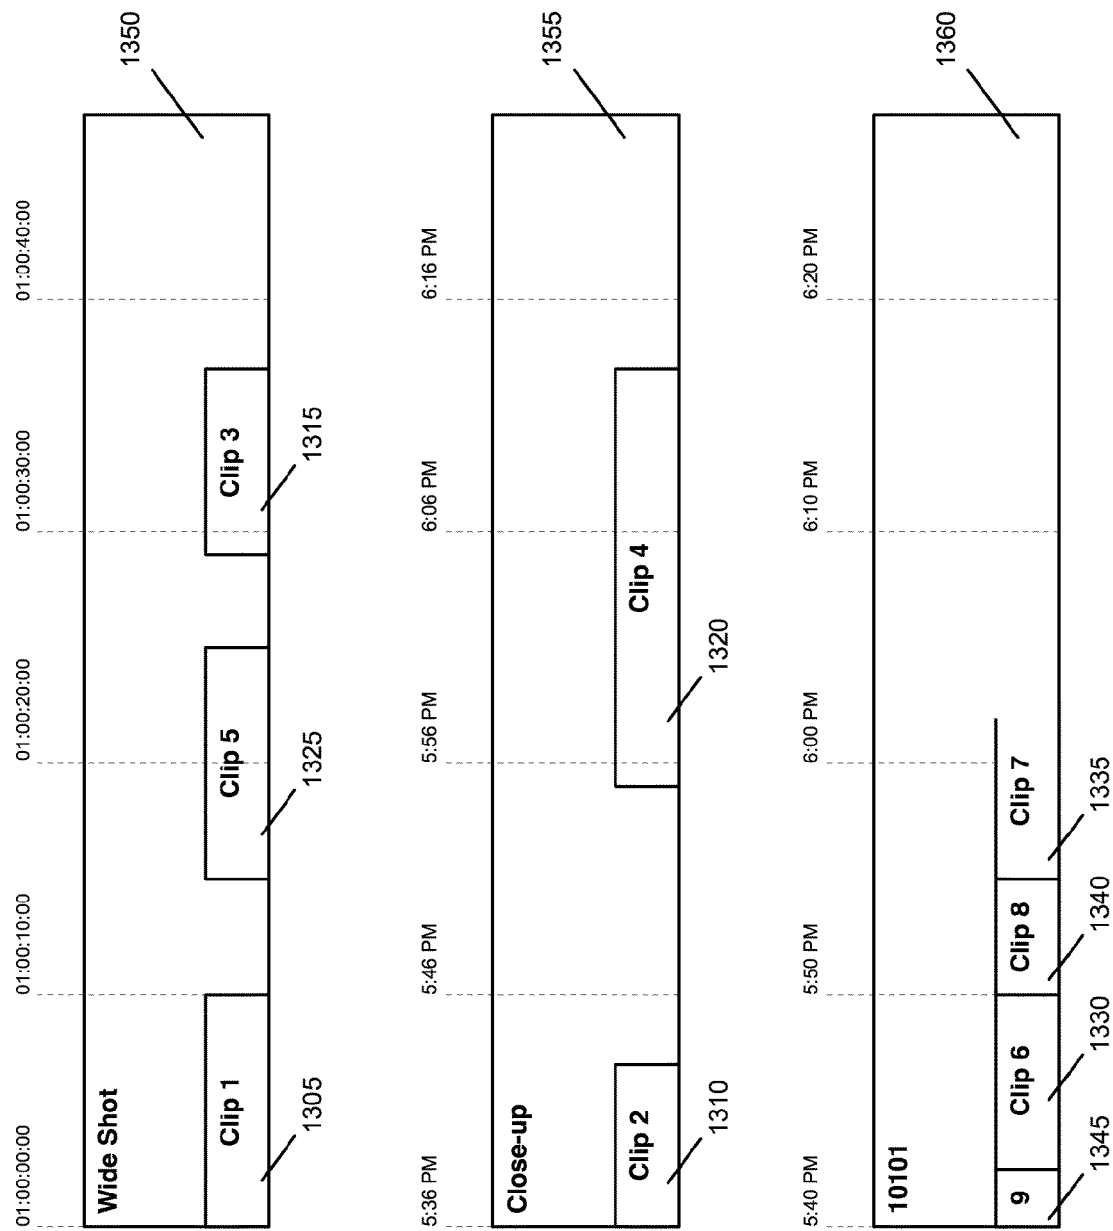 01:00:00:00 01:00:10:00 01:00:20:00 01:00:30:00 01:00:40:00
1350
Wide Shot
Clip 1 Clip 5 Clip 3
1305 1325 1315
5:36 PM 5:46 PM 5:56 PM 6:06 PM 6:16 PM
1355
Close-up
Clip 2 Clip 4
1310 1320
5:40 PM 5:50 PM 6:00 PM 6:10 PM 6:20 PM
1360
10101
9 Clip 6 Clip 8 Clip 7
1345 1330 1340 1335